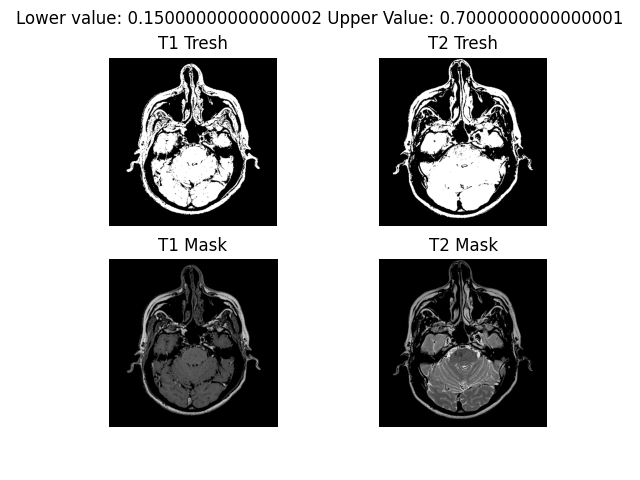 Lower value: 0.15000000000000002 Upper Value: 0.7000000000000001
T1 Tresh
T2 Tresh
T1 Mask
T2 Mask